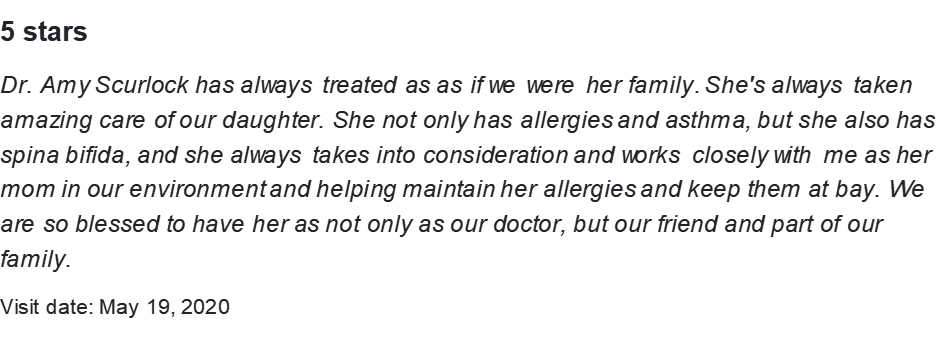 5 stars
Dr. Amy Scurlock has always treated as as if we were her family. She's always taken
amazing care of our daughter. She not only has allergies and asthma, but she also has
spina bifida, and she always takes into consideration and works closely with me as her
mom in our environment and helping maintain her allergies and keep them at bay. We
are so blessed to have her as not only as our doctor, but our friend and part of our
family.
Visit date: May 19, 2020